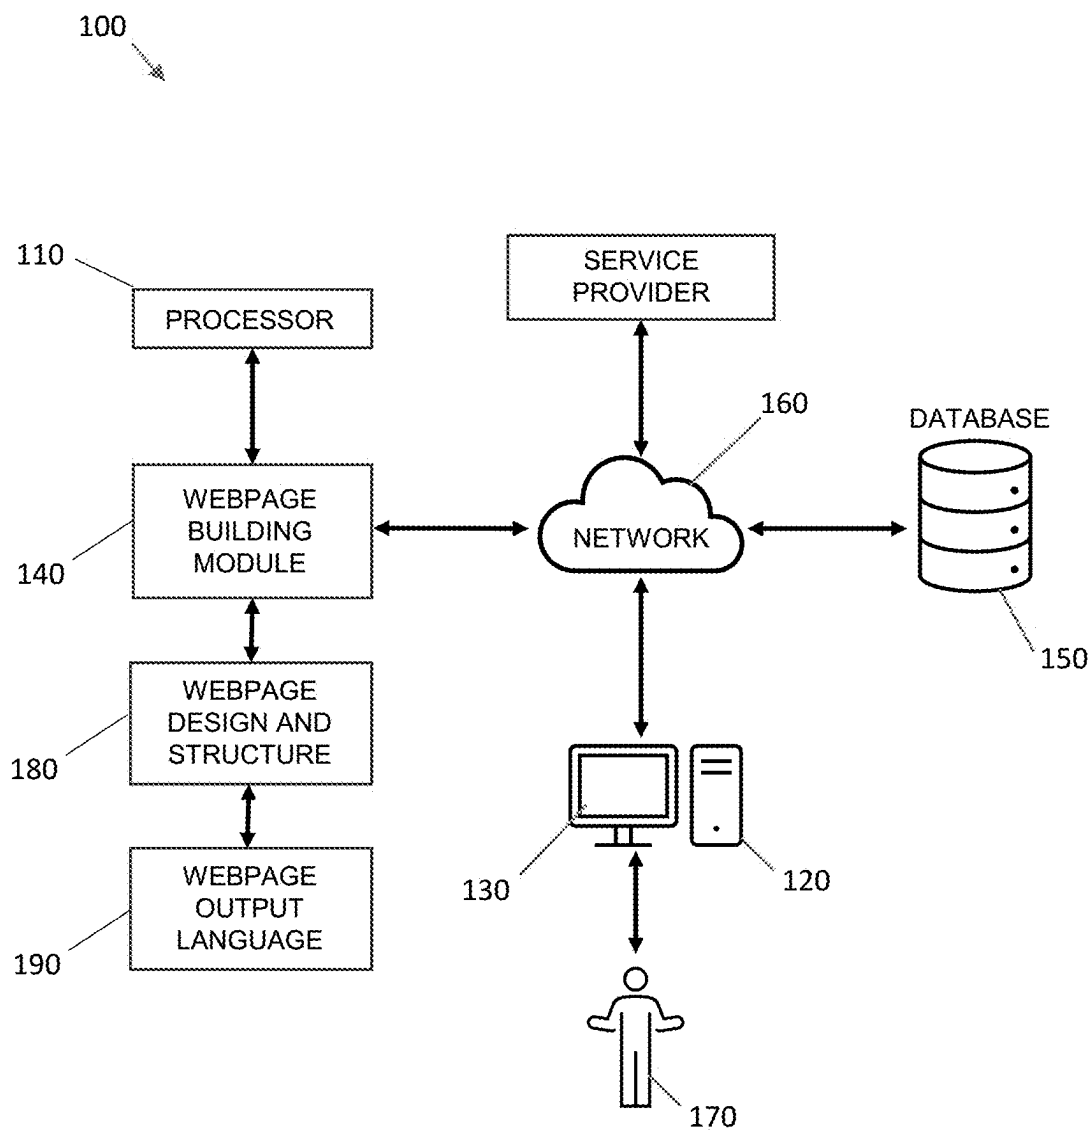 100
110
PROCESSOR
SERVICE
PROVIDER
160
DATABASE
WEBPAGE
BUILDING
MODULE
140
NETWORK
150
WEBPAGE
DESIGN AND
STRUCTURE
180
130
120
WEBPAGE
OUTPUT
LANGUAGE
190
170